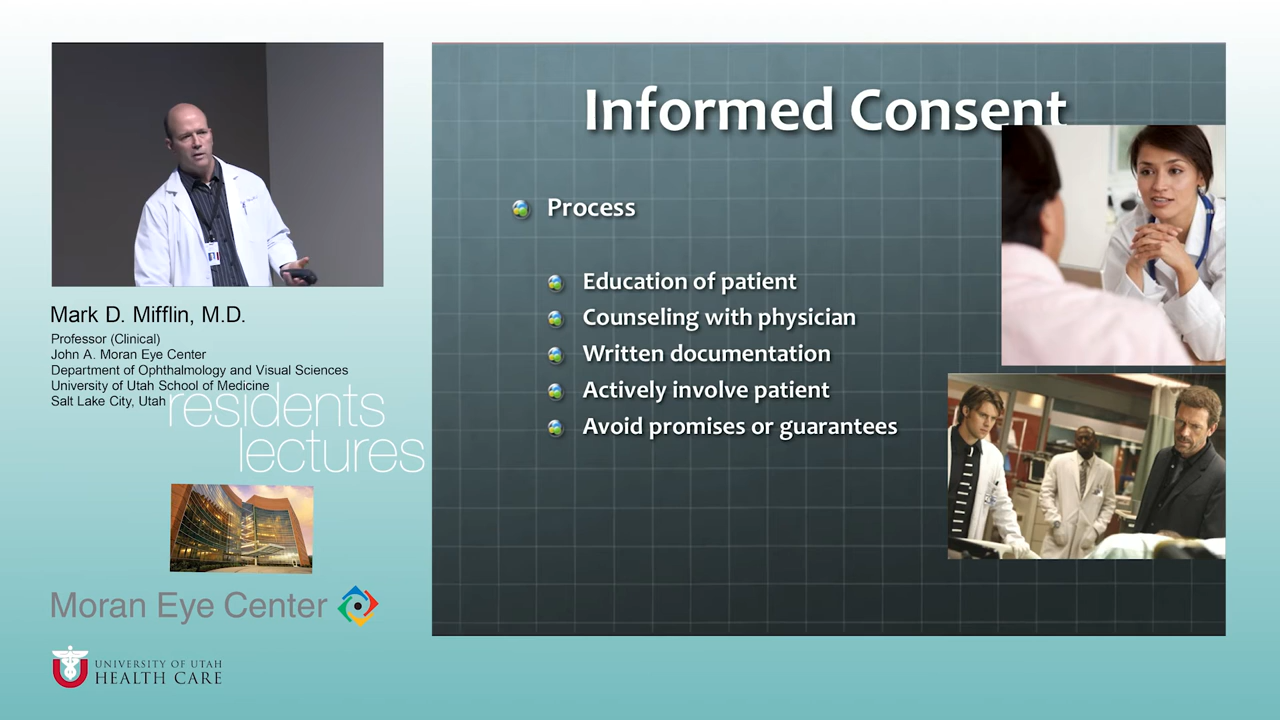 Mark D. Mifflin, M.D.
Professor (Clinical)
John A. Moran Eye Center
Department of Ophthalmology and Visual Sciences
University of Utah School of Medicine
Salt Lake City, Utah
residents
lectures
Moran Eye Center
UNIVERSITY OF UTAH
HEALTH CARE
Informed Consent
Process
Education of patient
Counseling with physician
Written documentation
Actively involve patient
Avoid promises or guarantees